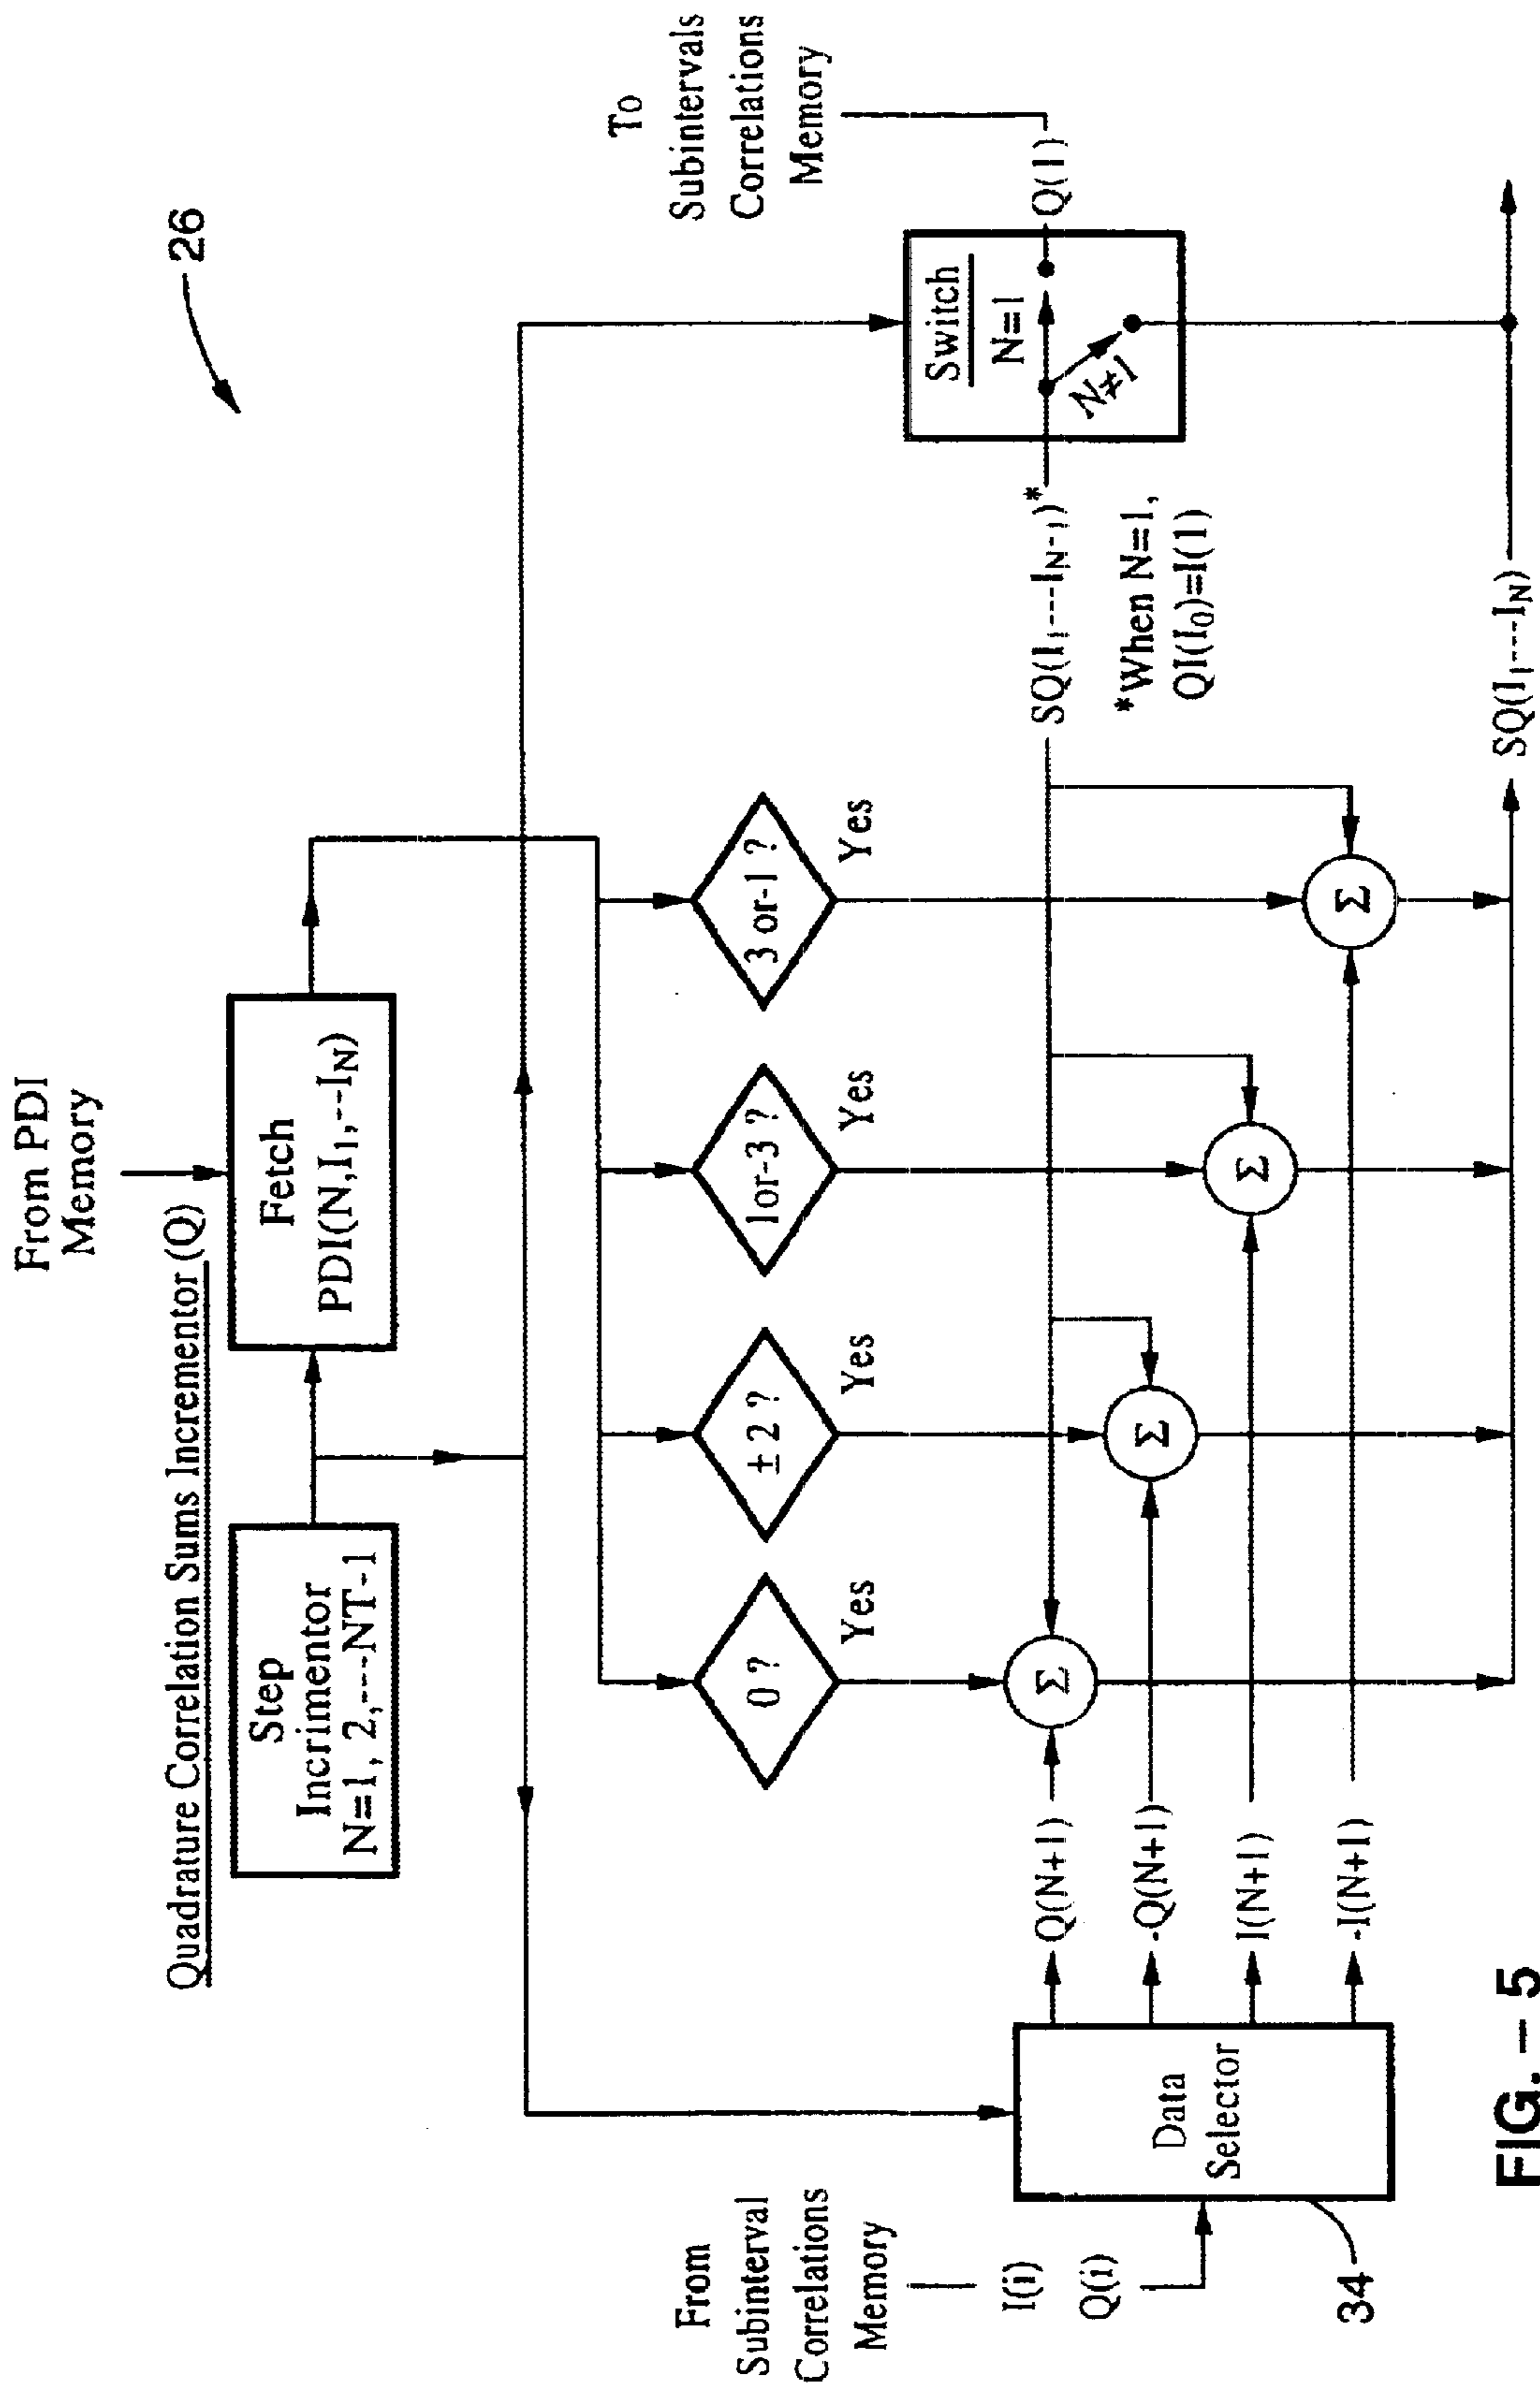 26
Quadrature Correlation Sums Incrementor (Q)
From PDI
Memory
Step
Incrimentor
N=1, 2,---NT-1
Fetch
PDI(N,I₁,--I_N)
0 ?
Yes
± 2 ?
Yes
1or-3 ?
Yes
3 or-1 ?
Yes
To
Subintervals
Correlations
Memory
Switch
N=1
N≠1
Q(1)
From
Subinterval
Correlations
Memory
I(i)
Q(i)
Data
Selector
34
Q(N+1)
-Q(N+1)
I(N+1)
-I(N+1)
Σ
Σ
Σ
Σ
SQ(I₁---I_N-1)*
*When N=1,
QI(I₀)=I(1)
SQ(I₁---I_N)
FIG. – 5